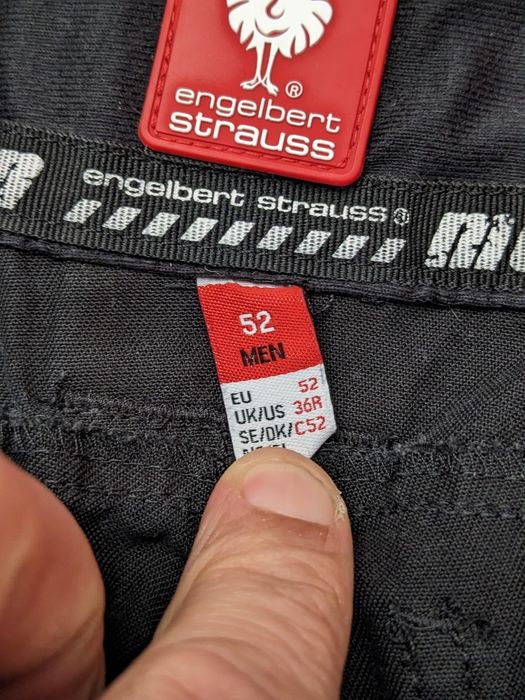 ®
engelbert
strauss
engelbert strauss®
52
MEN
EU 52
UK/US 36R
SE/DK/ C52